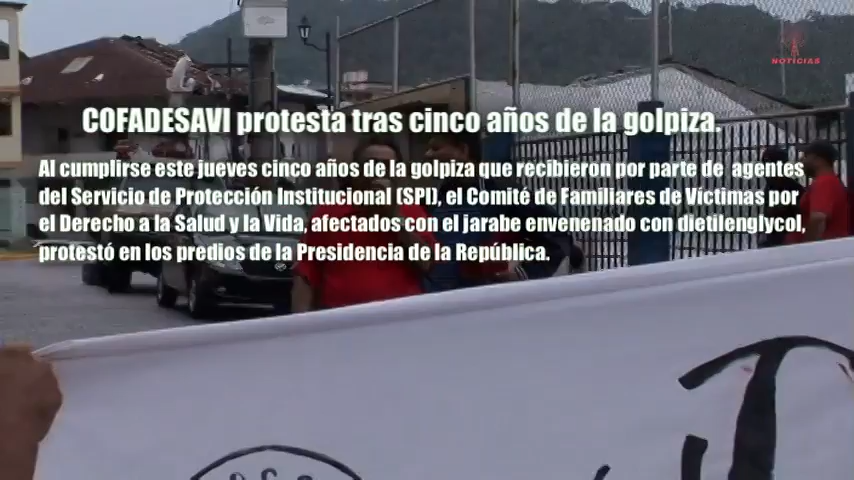 NOTICIAS
COFADESAVI protesta tras cinco años de la golpiza.
Al cumplirse este jueves cinco años de la golpiza que recibieron por parte de agentes
del Servicio de Protección Institucional (SPI), el Comité de Familiares de Víctimas por
el Derecho a la Salud y la Vida, afectados con el jarabe envenenado con dietilenglycol,
protestó en los predios de la Presidencia de la República.